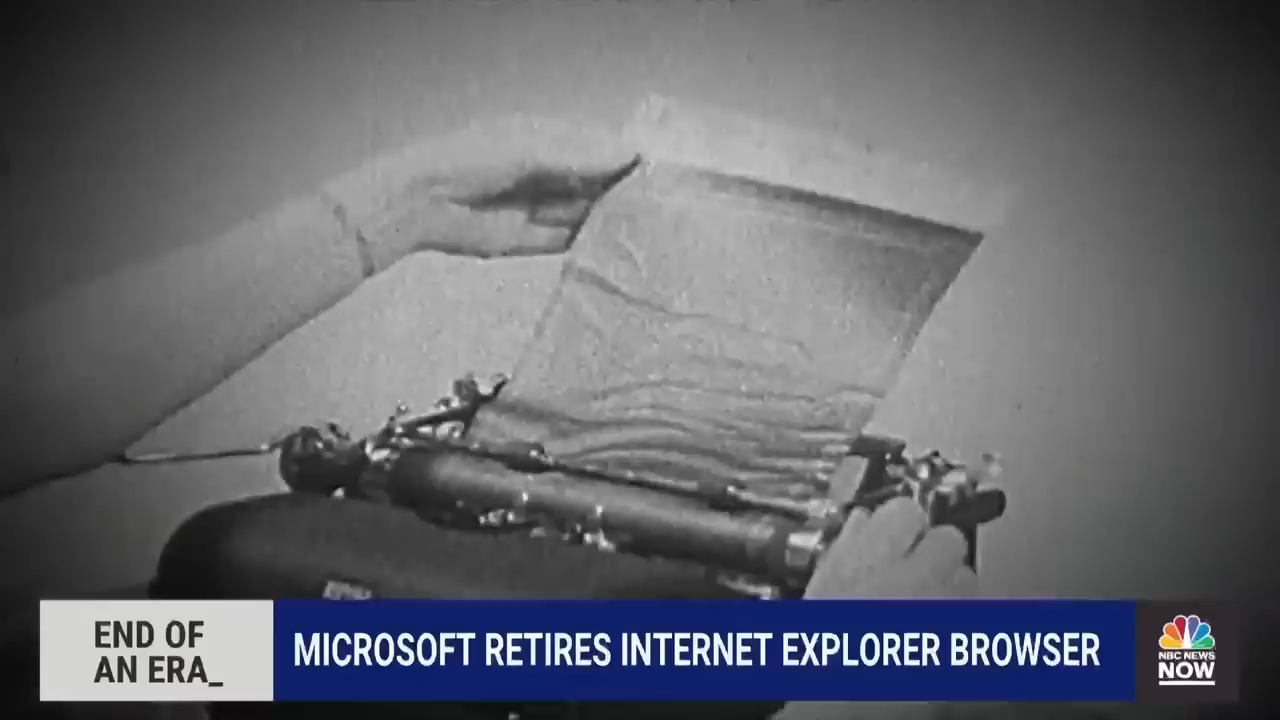 END OF
AN ERA_
MICROSOFT RETIRES INTERNET EXPLORER BROWSER
NBC NEWS
NOW